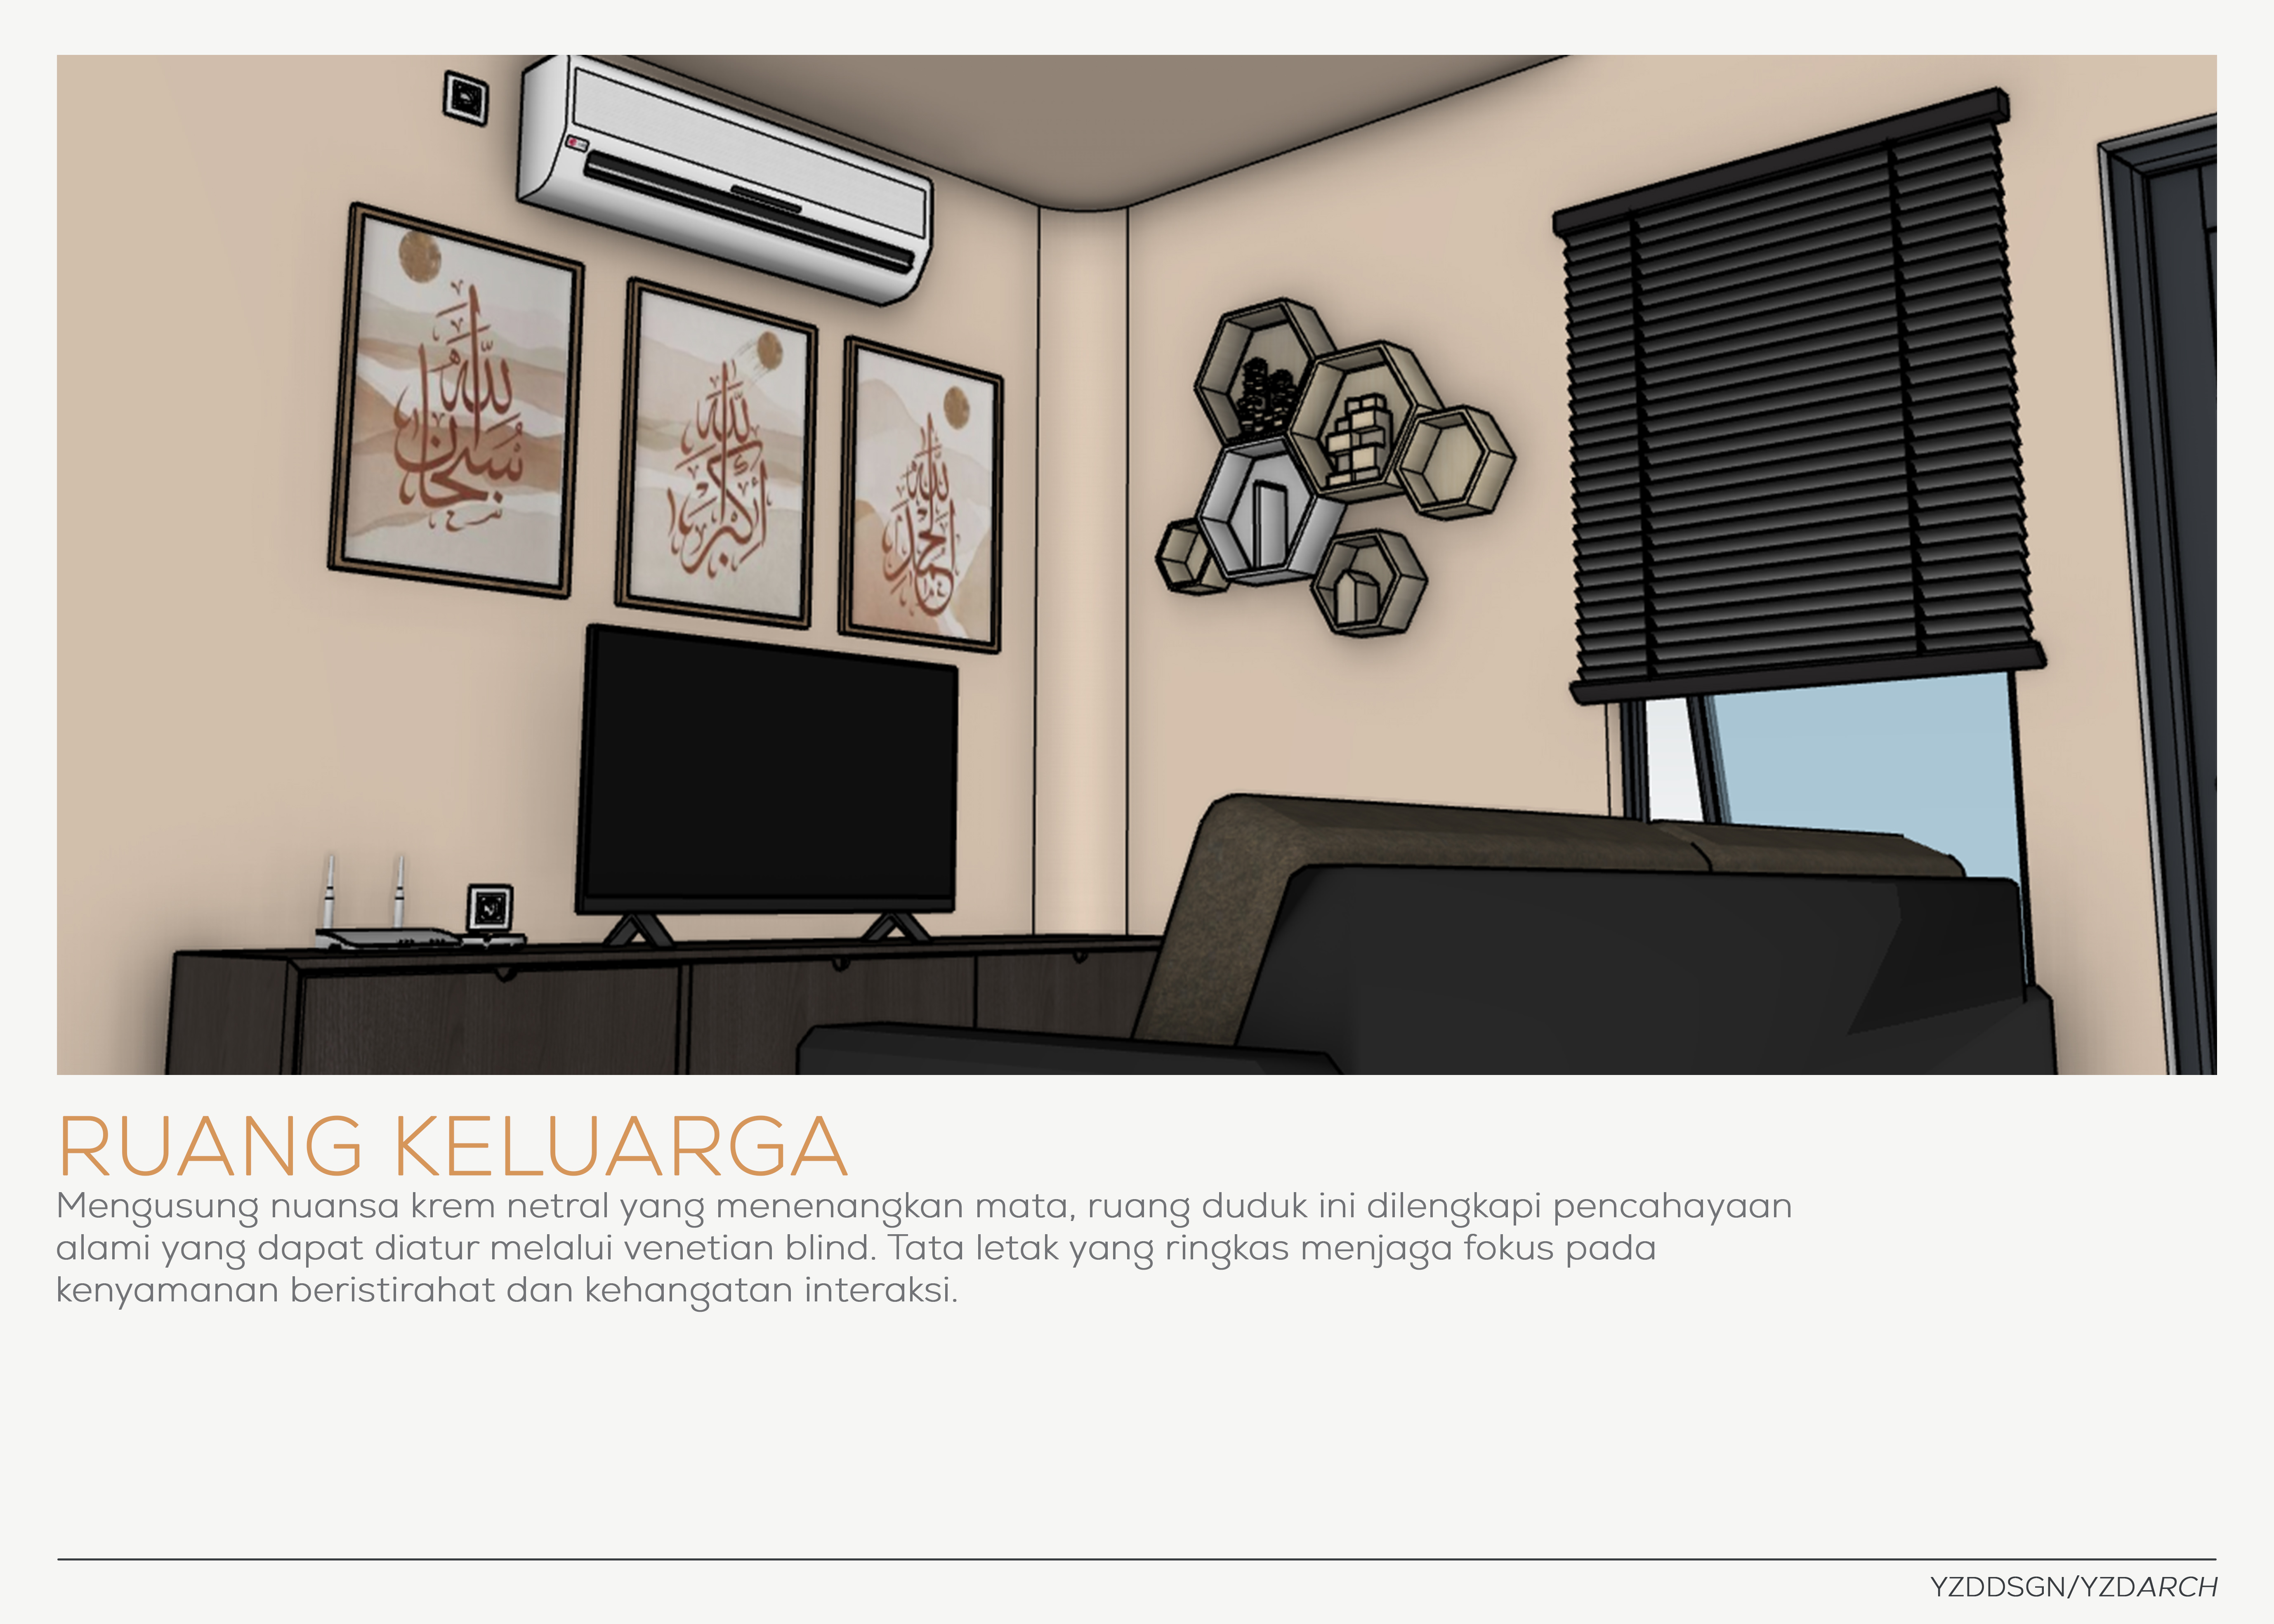 سبحان الله
الله أكبر
الحمد لله
RUANG KELUARGA
Mengusung nuansa krem netral yang menenangkan mata, ruang duduk ini dilengkapi pencahayaan
alami yang dapat diatur melalui venetian blind. Tata letak yang ringkas menjaga fokus pada
kenyamanan beristirahat dan kehangatan interaksi.
YZDDSGN/YZDARCH